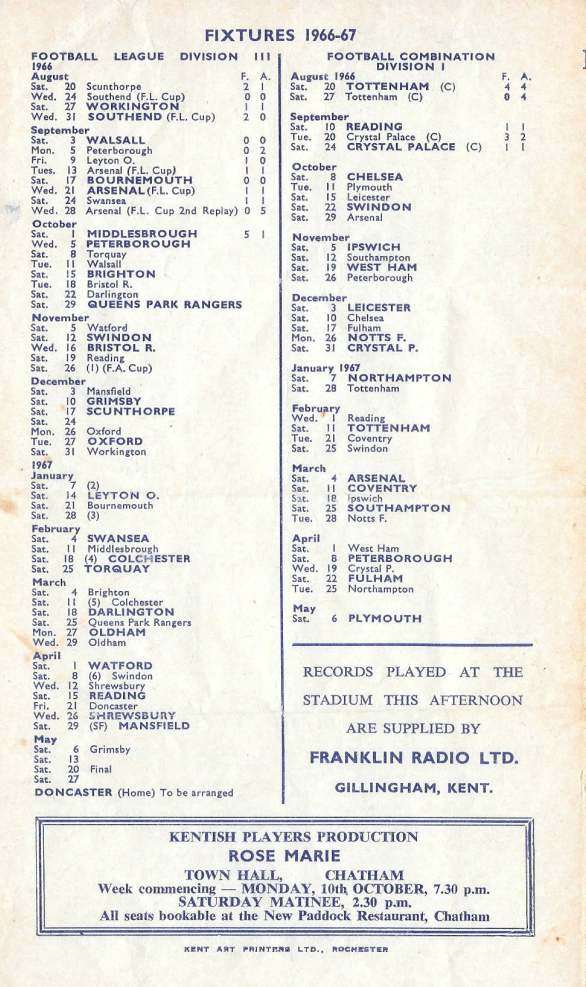 FIXTURES 1966-67
FOOTBALL LEAGUE DIVISION III
1966
August F. A.
Sat. 20 Scunthorpe 2 1
Wed. 24 Southend (F.L. Cup) 0 0
Sat. 27 WORKINGTON 1 1
Wed. 31 SOUTHEND (F.L. Cup) 2 0
September
Sat. 3 WALSALL 0 0
Mon. 5 Peterborough 0 2
Fri. 9 Leyton O. 1 0
Tues. 13 Arsenal (F.L. Cup) 1 1
Sat. 17 BOURNEMOUTH 0 0
Wed. 21 ARSENAL (F.L. Cup) 1 1
Sat. 24 Swansea 1 1
Wed. 28 Arsenal (F.L. Cup 2nd Replay) 0 5
October
Sat. 1 MIDDLESBROUGH 5 1
Wed. 5 PETERBOROUGH
Sat. 8 Torquay
Tue. 11 Walsall
Sat. 15 BRIGHTON
Tue. 18 Bristol R.
Sat. 22 Darlington
Sat. 29 QUEENS PARK RANGERS
November
Sat. 5 Watford
Sat. 12 SWINDON
Wed. 16 BRISTOL R.
Sat. 19 Reading
Sat. 26 (1) (F.A. Cup)
December
Sat. 3 Mansfield
Sat. 10 GRIMSBY
Sat. 17 SCUNTHORPE
Sat. 24
Mon. 26 Oxford
Tue. 27 OXFORD
Sat. 31 Workington
1967
January
Sat. 7 (2)
Sat. 14 LEYTON O.
Sat. 21 Bournemouth
Sat. 28 (3)
February
Sat. 4 SWANSEA
Sat. 11 Middlesbrough
Sat. 18 (4) COLCHESTER
Sat. 25 TORQUAY
March
Sat. 4 Brighton
Sat. 11 (5) Colchester
Sat. 18 DARLINGTON
Sat. 25 Queens Park Rangers
Mon. 27 OLDHAM
Wed. 29 Oldham
April
Sat. 1 WATFORD
Sat. 8 (6) Swindon
Wed. 12 Shrewsbury
Sat. 15 READING
Fri. 21 Doncaster
Wed. 26 SHREWSBURY
Sat. 29 (SF) MANSFIELD
May
Sat. 6 Grimsby
Sat. 13
Sat. 20 Final
Sat. 27
DONCASTER (Home) To be arranged
FOOTBALL COMBINATION
DIVISION I
August 1966 F. A.
Sat. 20 TOTTENHAM (C) 4 4
Sat. 27 Tottenham (C) 0 4
September
Sat. 10 READING 1 1
Tue. 20 Crystal Palace (C) 3 2
Sat. 24 CRYSTAL PALACE (C) 1 1
October
Sat. 8 CHELSEA
Tue. 11 Plymouth
Sat. 15 Leicester
Sat. 22 SWINDON
Sat. 29 Arsenal
November
Sat. 5 IPSWICH
Sat. 12 Southampton
Sat. 19 WEST HAM
Sat. 26 Peterborough
December
Sat. 3 LEICESTER
Sat. 10 Chelsea
Sat. 17 Fulham
Mon. 26 NOTTS F.
Sat. 31 CRYSTAL P.
January 1967
Sat. 7 NORTHAMPTON
Sat. 28 Tottenham
February
Wed. 1 Reading
Sat. 11 TOTTENHAM
Tue. 21 Coventry
Sat. 25 Swindon
March
Sat. 4 ARSENAL
Sat. 11 COVENTRY
Sat. 18 Ipswich
Sat. 25 SOUTHAMPTON
Tue. 28 Notts F.
April
Sat. 1 West Ham
Sat. 8 PETERBOROUGH
Wed. 19 Crystal P.
Sat. 22 FULHAM
Tue. 25 Northampton
May
Sat. 6 PLYMOUTH
RECORDS PLAYED AT THE
STADIUM THIS AFTERNOON
ARE SUPPLIED BY
FRANKLIN RADIO LTD.
GILLINGHAM, KENT.
KENTISH PLAYERS PRODUCTION
ROSE MARIE
TOWN HALL, CHATHAM
Week commencing — MONDAY, 10th OCTOBER, 7.30 p.m.
SATURDAY MATINEE, 2.30 p.m.
All seats bookable at the New Paddock Restaurant, Chatham
KENT ART PRINTERS LTD., ROCHESTER